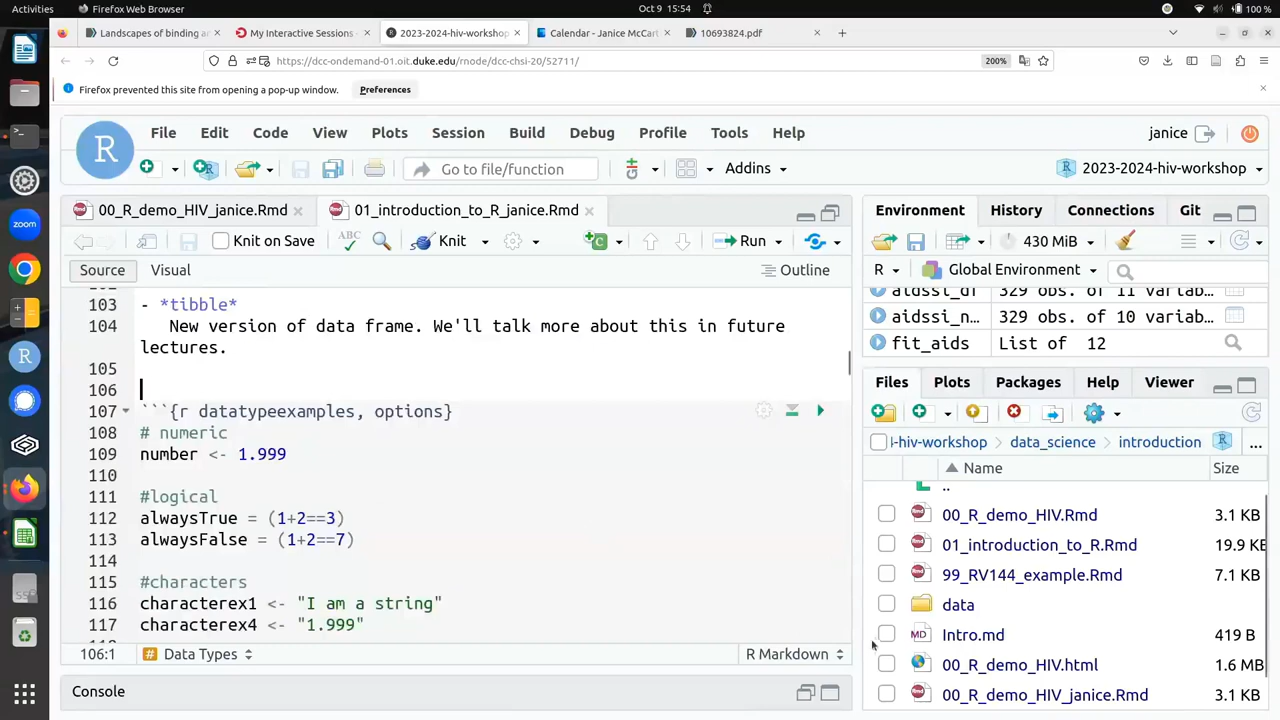 Activities
Firefox Web Browser
Oct 9 15:54
100 %
Landscapes of binding a
My Interactive Sessions -
2023-2024-hiv-workshop
Calendar - Janice McCarl
10693824.pdf
https://dcc-ondemand-01.oit.duke.edu/rnode/dcc-chsi-20/52711/
200%
Firefox prevented this site from opening a pop-up window.
Preferences
R
File Edit Code View Plots Session Build Debug Profile Tools Help
janice
Go to file/function
Addins
2023-2024-hiv-workshop
00_R_demo_HIV_janice.Rmd
01_introduction_to_R_janice.Rmd
Knit on Save
ABC
Knit
Run
Source
Visual
Outline
103 - *tibble*
104 New version of data frame. We'll talk more about this in future
lectures.
105
106
107 ```{r datatypeexamples, options}
108 # numeric
109 number <- 1.999
110
111 #logical
112 alwaysTrue = (1+2==3)
113 alwaysFalse = (1+2==7)
114
115 #characters
116 characterex1 <- "I am a string"
117 characterex4 <- "1.999"
106:1
Data Types
R Markdown
Console
Environment History Connections Git
430 MiB
R
Global Environment
aidssi_df 329 obs. of 11 variab…
aidssi_n… 329 obs. of 10 variab…
fit_aids List of 12
Files Plots Packages Help Viewer
-hiv-workshop data_science introduction
...
Name Size
..
00_R_demo_HIV.Rmd 3.1 KB
01_introduction_to_R.Rmd 19.9 KB
99_RV144_example.Rmd 7.1 KB
data
Intro.md 419 B
00_R_demo_HIV.html 1.6 MB
00_R_demo_HIV_janice.Rmd 3.1 KB
zoom